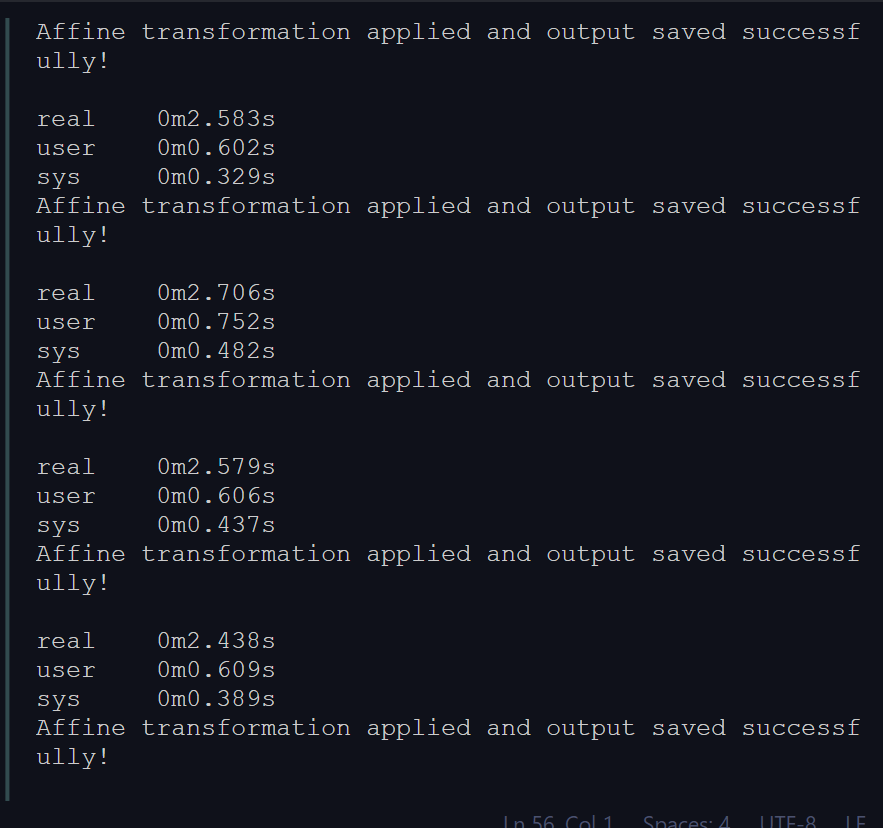 Affine transformation applied and output saved successf
ully!
real 0m2.583s
user 0m0.602s
sys 0m0.329s
Affine transformation applied and output saved successf
ully!
real 0m2.706s
user 0m0.752s
sys 0m0.482s
Affine transformation applied and output saved successf
ully!
real 0m2.579s
user 0m0.606s
sys 0m0.437s
Affine transformation applied and output saved successf
ully!
real 0m2.438s
user 0m0.609s
sys 0m0.389s
Affine transformation applied and output saved successf
ully!
Ln 56, Col 1 Spaces: 4 UTF-8 LF